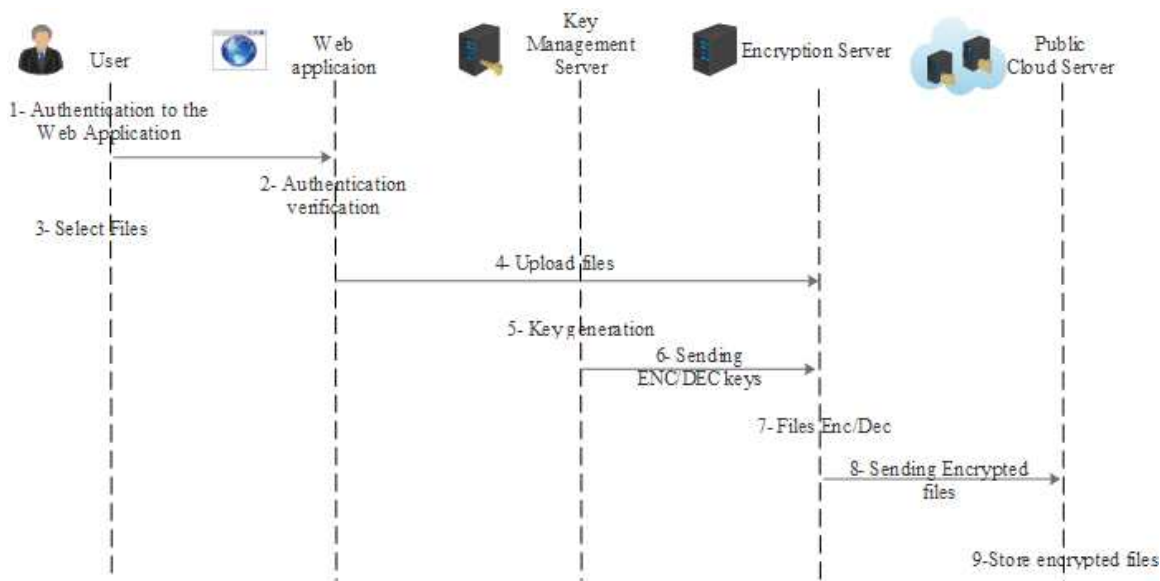 User
Web
applicaion
Key
Management
Server
Encryption Server
Public
Cloud Server
1- Authentication to the
Web Application
2- Authentication
verification
3- Select Files
4- Upload files
5- Key generation
6- Sending
ENC/DEC keys
7- Files Enc/Dec
8- Sending Encrypted
files
9-Store encrypted files